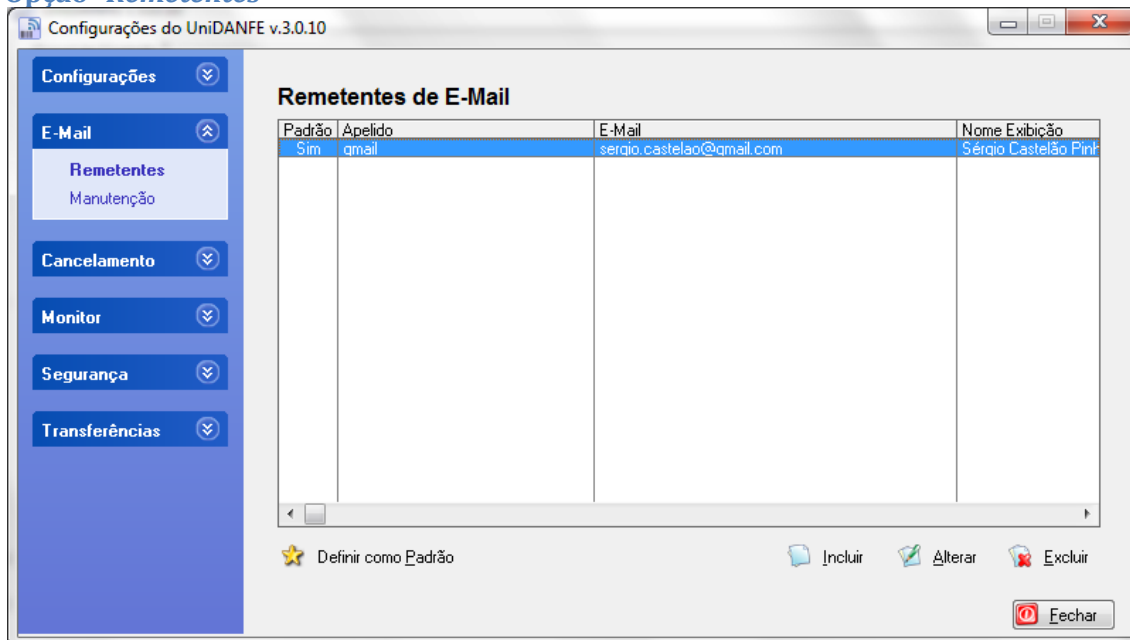 Opção "Remetentes"
Configurações do UniDANFE v.3.0.10
Configurações
E-Mail
Remetentes
Manutenção
Cancelamento
Monitor
Segurança
Transferências
Remetentes de E-Mail
Padrão Apelido E-Mail Nome Exibição
Sim gmail sergio.castelao@gmail.com Sérgio Castelão Pinh
Definir como Padrão Incluir Alterar Excluir
Fechar